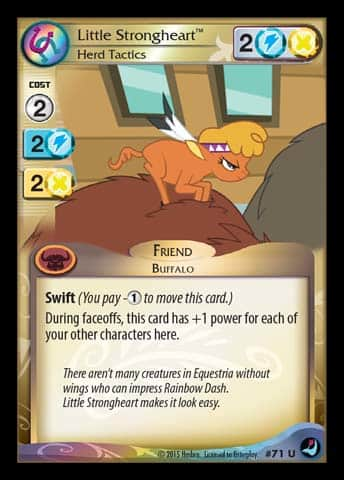 Little Strongheart™
Herd Tactics
2
COST
2
2
2
FRIEND
BUFFALO
Swift (You pay -1 to move this card.)
During faceoffs, this card has +1 power for each of
your other characters here.
There aren't many creatures in Equestria without
wings who can impress Rainbow Dash.
Little Strongheart makes it look easy.
© 2015 Hasbro. Licensed to Enterplay.
#71 U